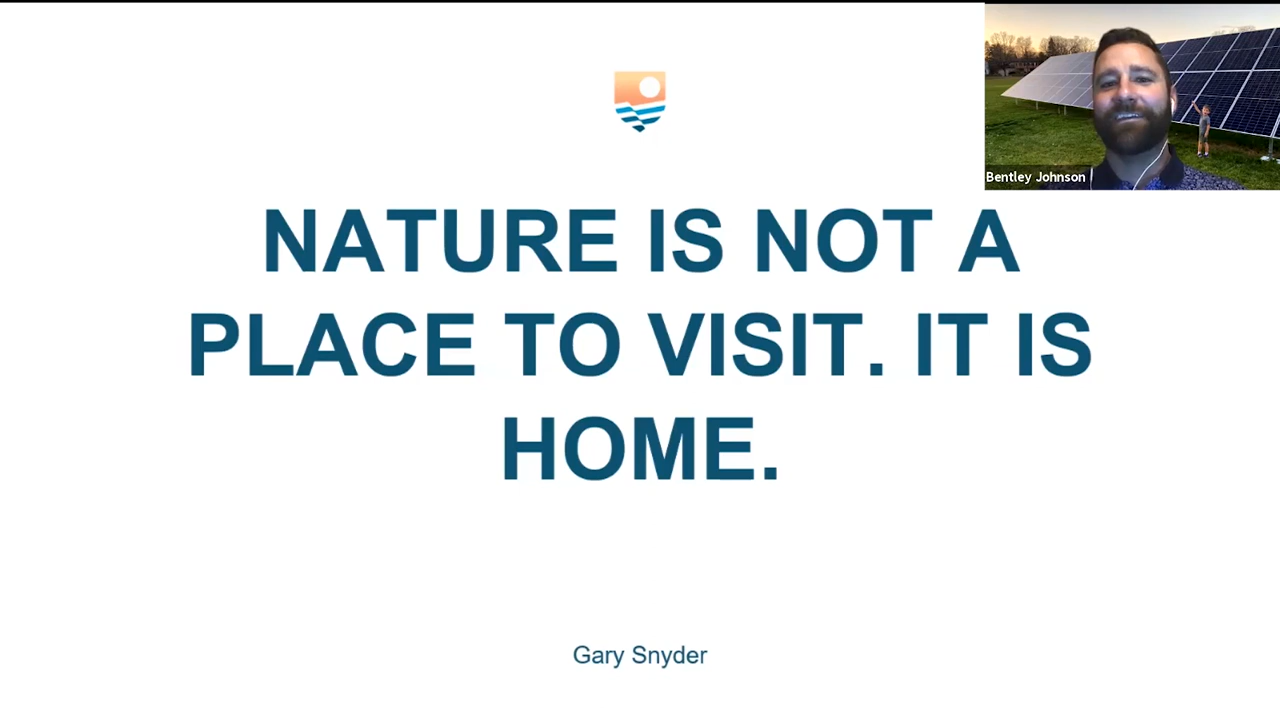 Bentley Johnson
NATURE IS NOT A
PLACE TO VISIT. IT IS
HOME.
Gary Snyder